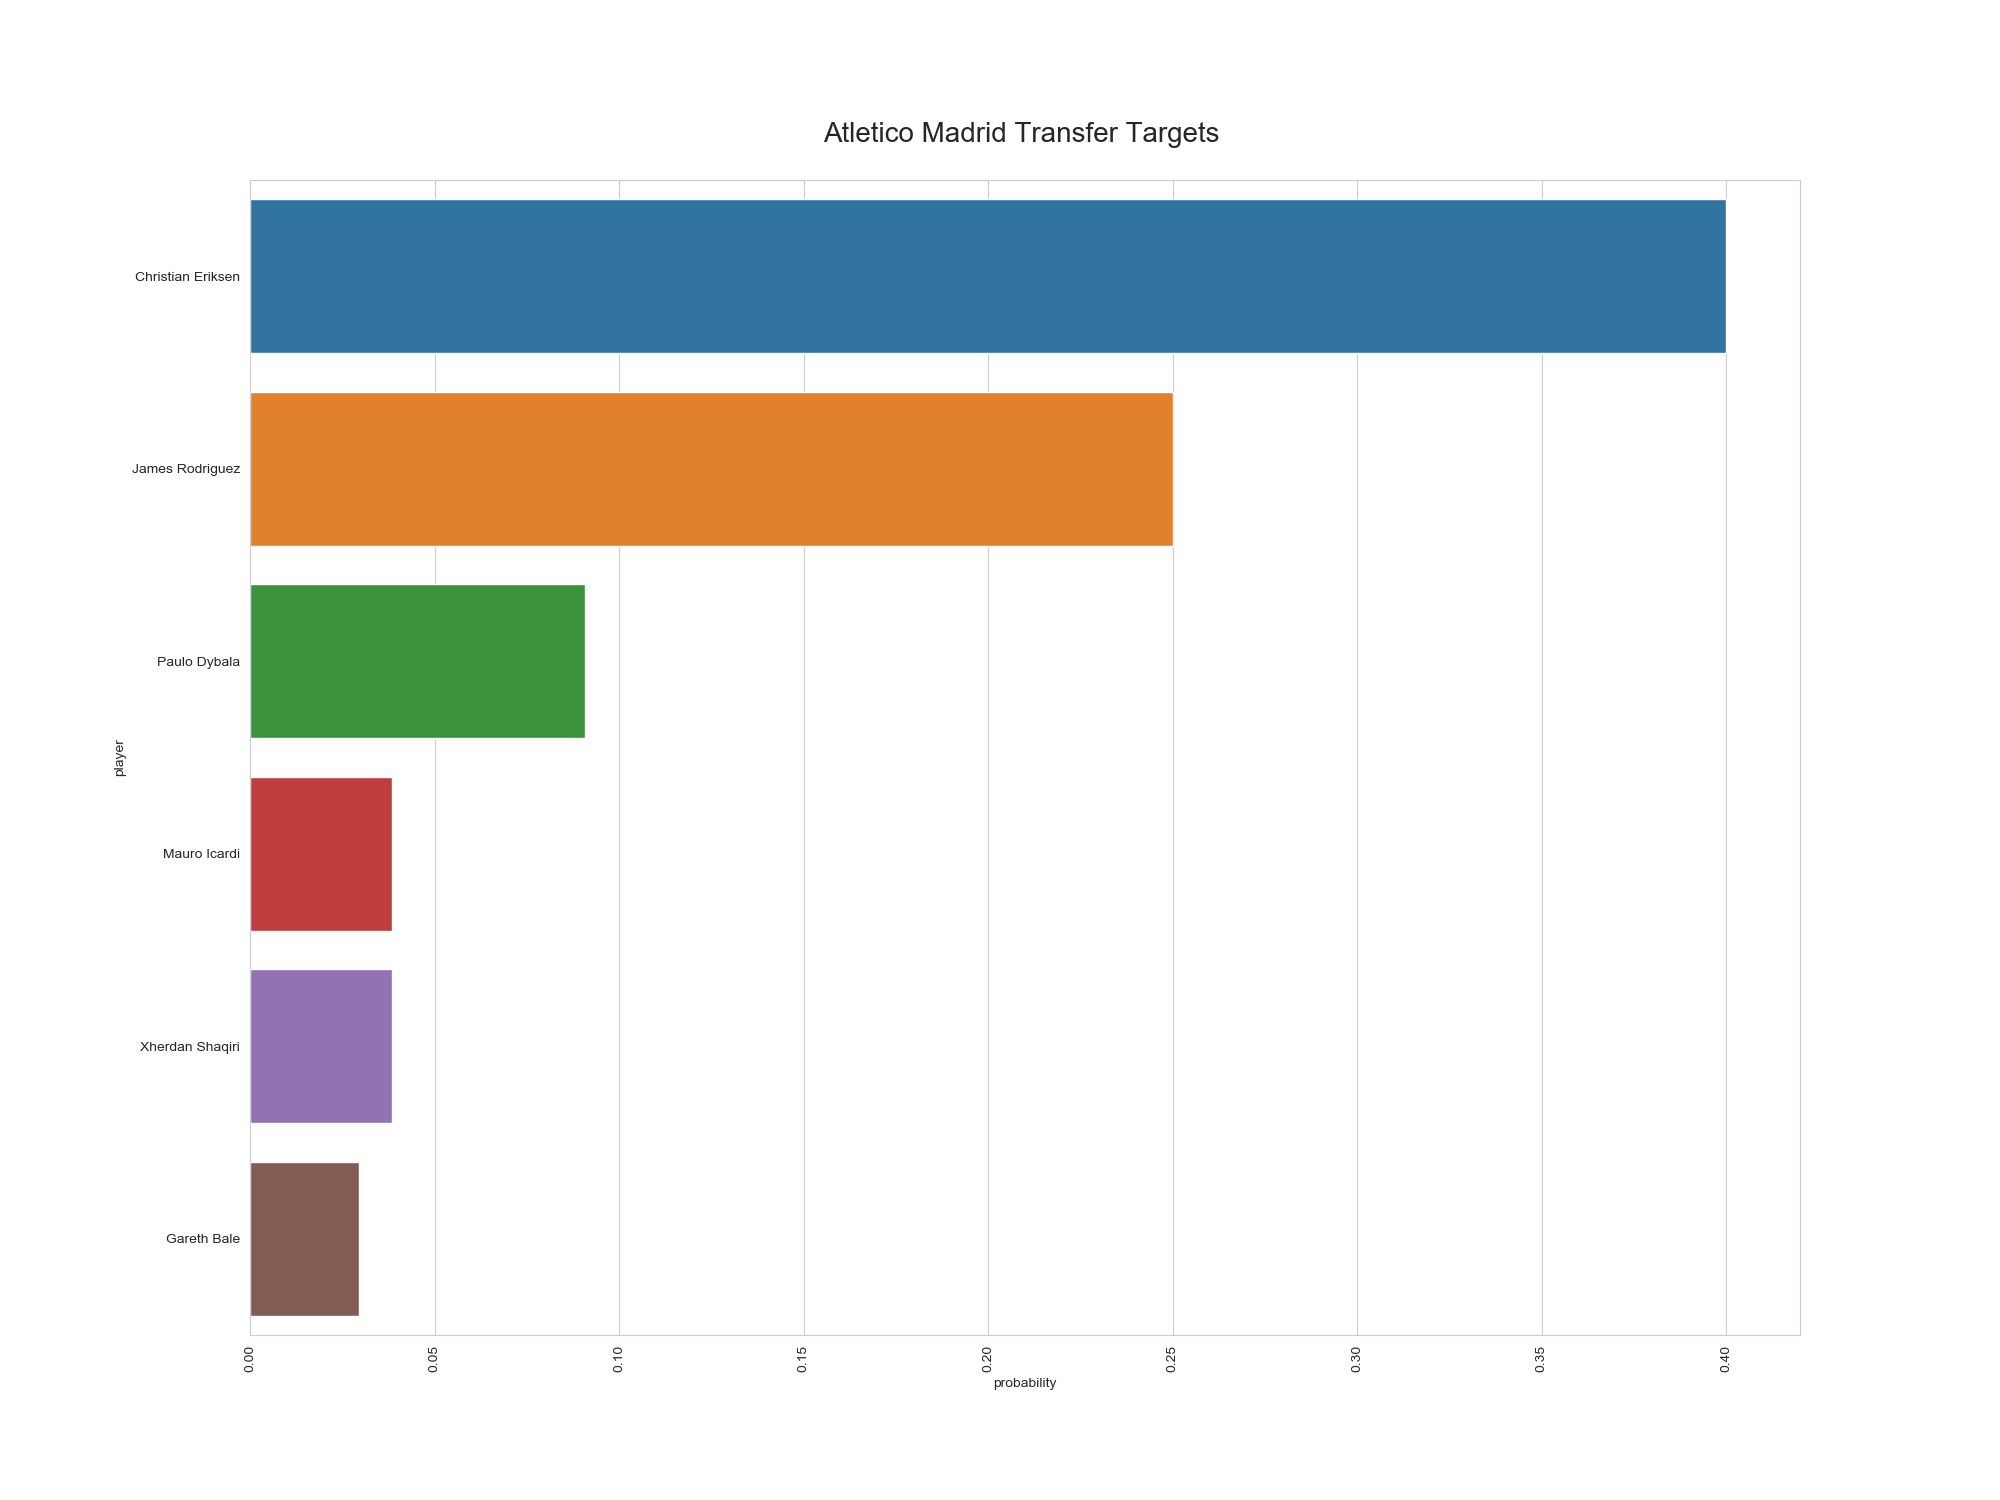 Atletico Madrid Transfer Targets
Christian Eriksen
James Rodriguez
Paulo Dybala
Mauro Icardi
Xherdan Shaqiri
Gareth Bale
player
0.00
0.05
0.10
0.15
0.20
0.25
0.30
0.35
0.40
probability